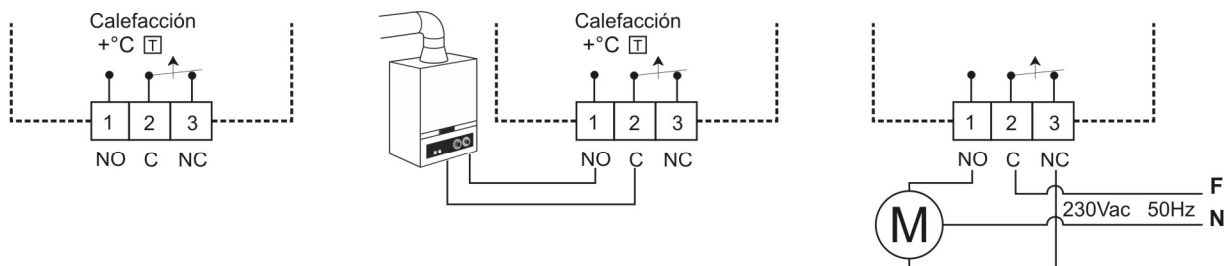 Calefacción
+°C T
1 2 3
NO C NC
Calefacción
+°C T
1 2 3
NO C NC
1 2 3
NO C NC
F
230Vac 50Hz
N
M